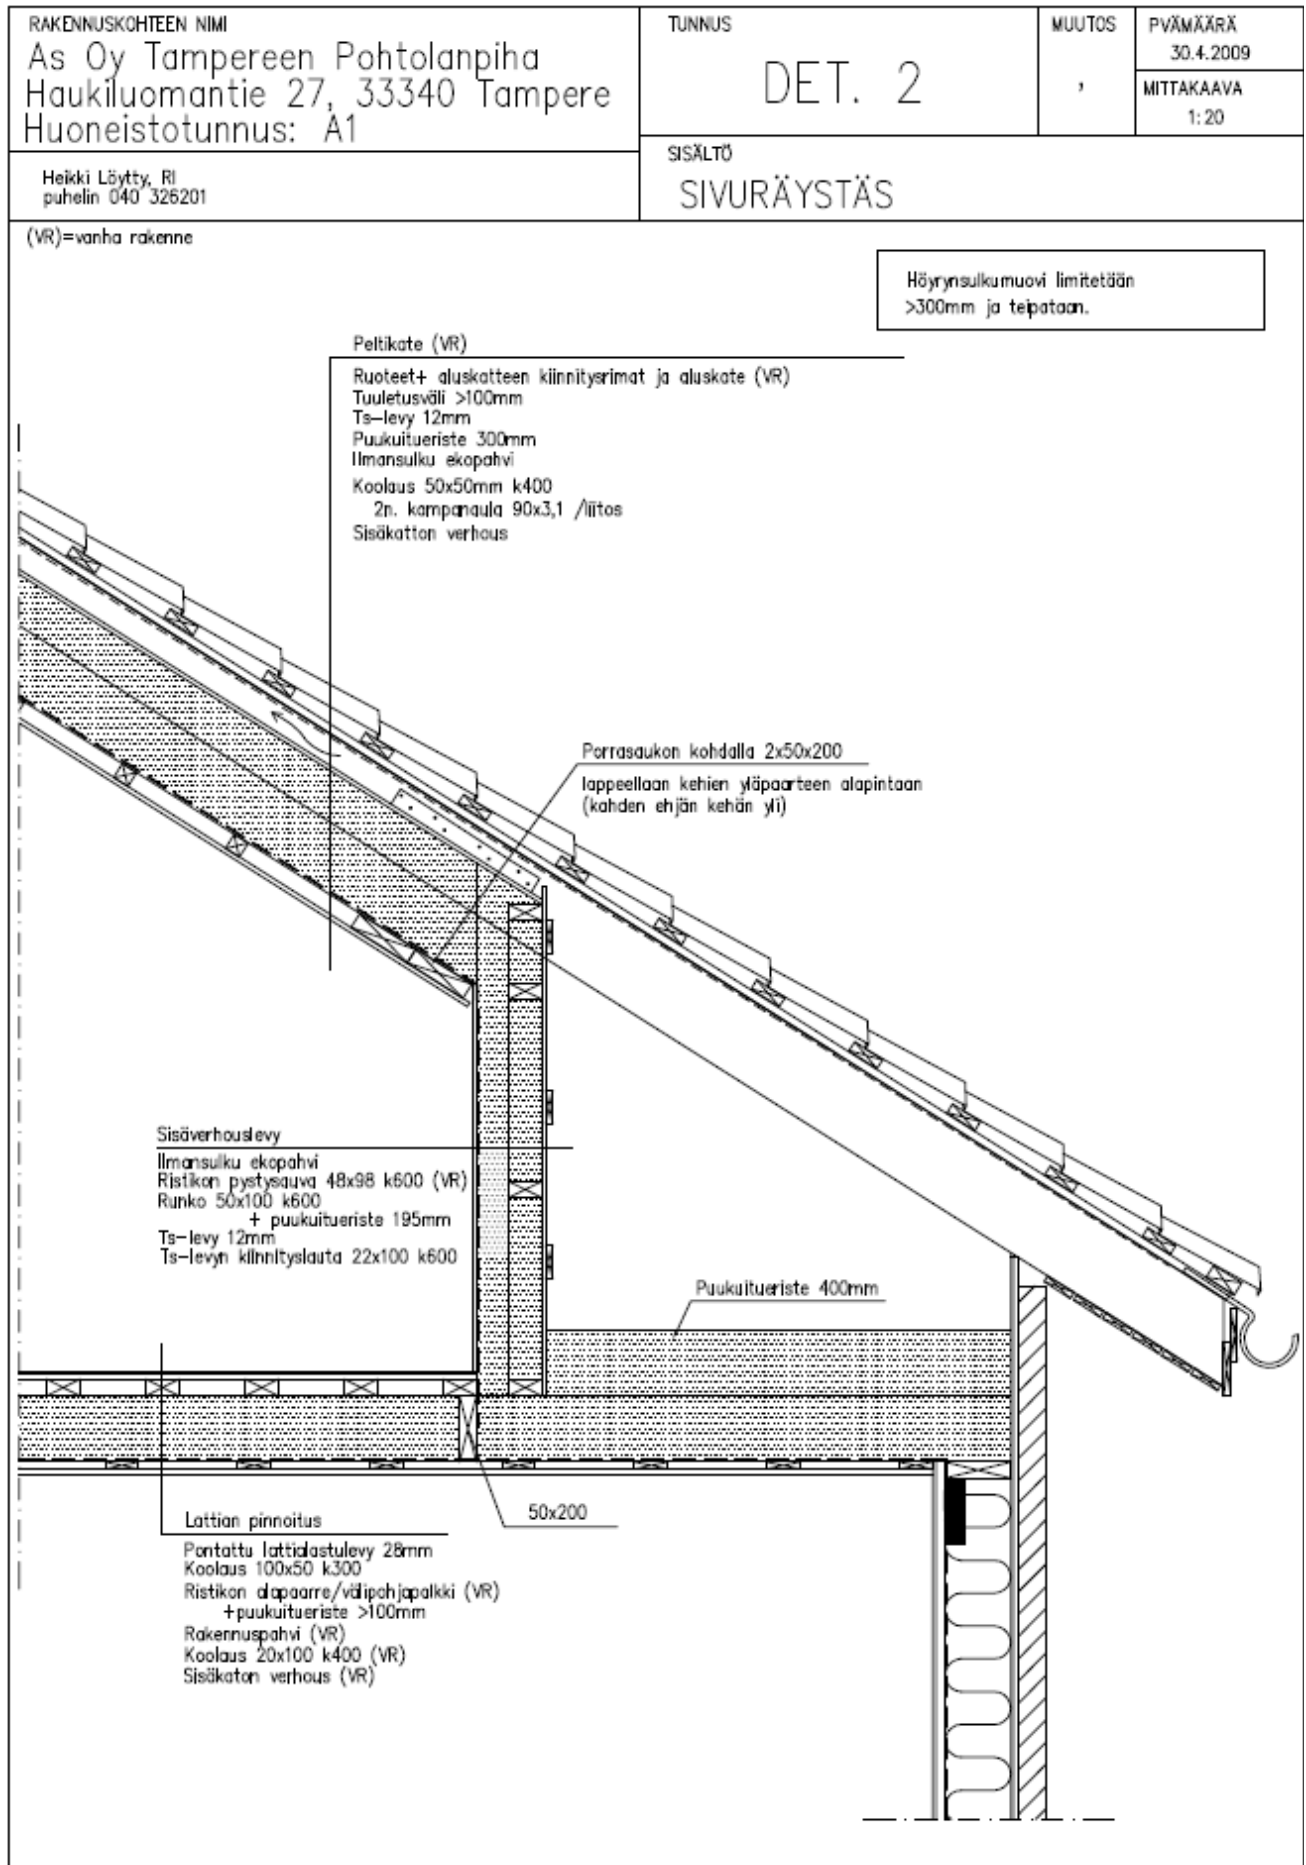 RAKENNUSKOHTEEN NIMI
As Oy Tampereen Pohtolanpiha
Haukiluomantie 27, 33340 Tampere
Huoneistotunnus: A1
Heikki Löytty, RI
puhelin 040 326201
TUNNUS
DET. 2
MUUTOS
,
PVÄMÄÄRÄ
30.4.2009
MITTAKAAVA
1:20
SISÄLTÖ
SIVURÄYSTÄS
(VR)=vanha rakenne
Höyrynsulkumuovi limitetään
>300mm ja teipataan.
Peltikate (VR)
Ruoteet+ aluskatteen kiinnitysrimat ja aluskate (VR)
Tuuletusväli >100mm
Ts-levy 12mm
Puukuitueriste 300mm
Ilmansulku ekopahvi
Koolaus 50x50mm k400
2n. kampanaula 90x3,1 /liitos
Sisäkatton verhous
Porrasaukon kohdalla 2x50x200
lappeellaan kehien yläpaarteen alapintaan
(kahden ehjän kehän yli)
Sisäverhouslevy
Ilmansulku ekopahvi
Ristikon pystysauva 48x98 k600 (VR)
Runko 50x100 k600
+ puukuitueriste 195mm
Ts-levy 12mm
Ts-levyn kiinnityslauta 22x100 k600
Puukuitueriste 400mm
50x200
Lattian pinnoitus
Pontattu lattialastulevy 28mm
Koolaus 100x50 k300
Ristikon alapaarre/välipohjapalkki (VR)
+puukuitueriste >100mm
Rakennuspahvi (VR)
Koolaus 20x100 k400 (VR)
Sisäkaton verhous (VR)